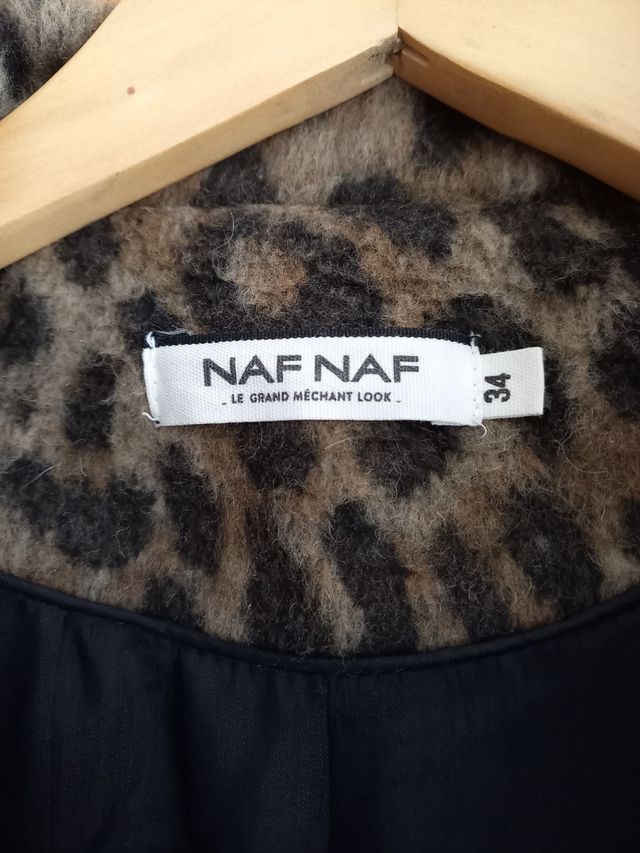 NAF NAF
_ LE GRAND MÉCHANT LOOK _
34